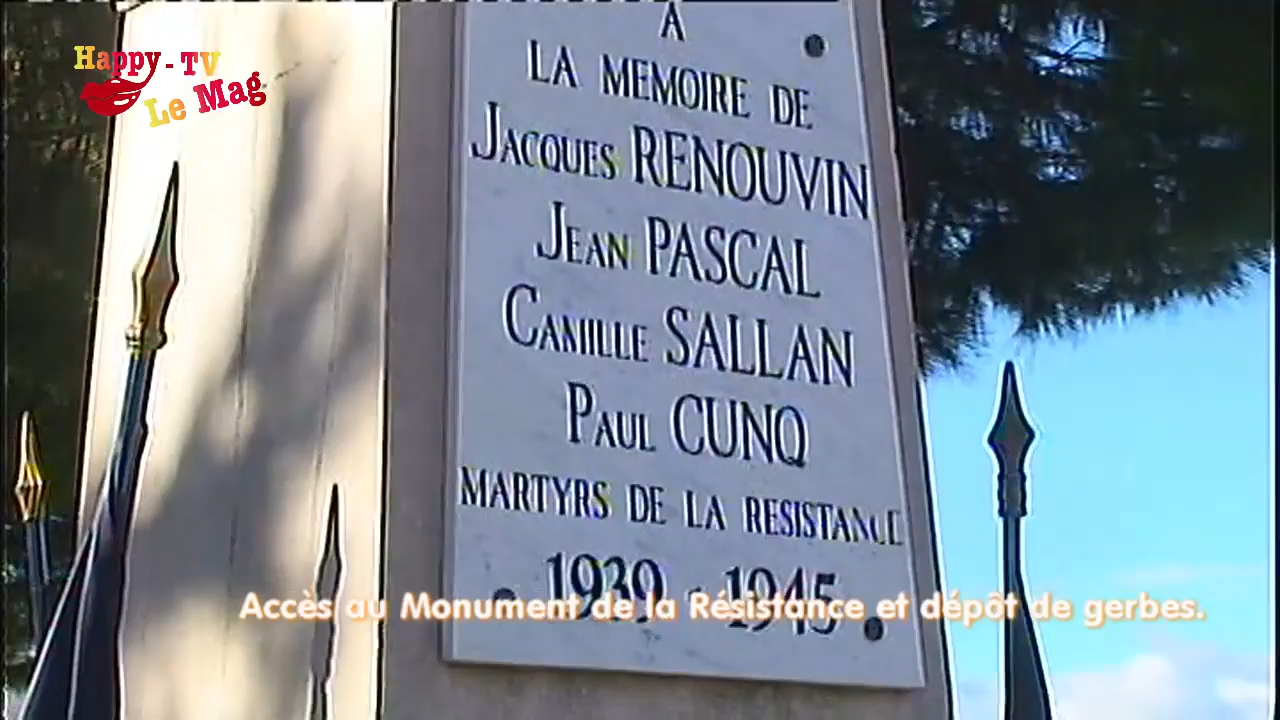 Happy-TV
Le Mag
A
LA MEMOIRE DE
JACQUES RENOUVIN
JEAN PASCAL
CAMILLE SALLAN
PAUL CUNQ
MARTYRS DE LA RESISTANCE
1939 - 1945
Accès au Monument de la Résistance et dépôt de gerbes.